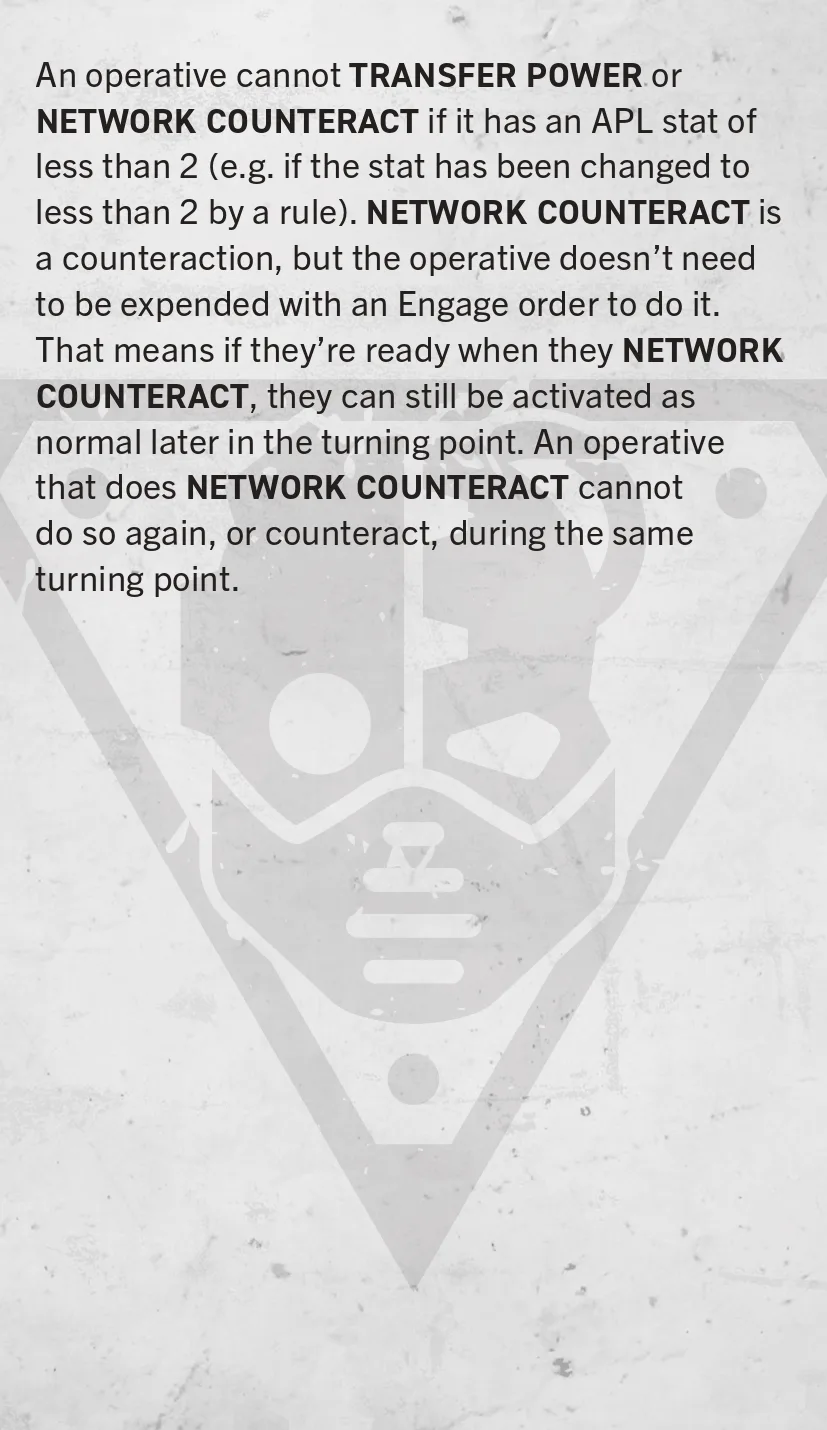 An operative cannot TRANSFER POWER or
NETWORK COUNTERACT if it has an APL stat of
less than 2 (e.g. if the stat has been changed to
less than 2 by a rule). NETWORK COUNTERACT is
a counteraction, but the operative doesn’t need
to be expended with an Engage order to do it.
That means if they’re ready when they NETWORK
COUNTERACT, they can still be activated as
normal later in the turning point. An operative
that does NETWORK COUNTERACT cannot
do so again, or counteract, during the same
turning point.